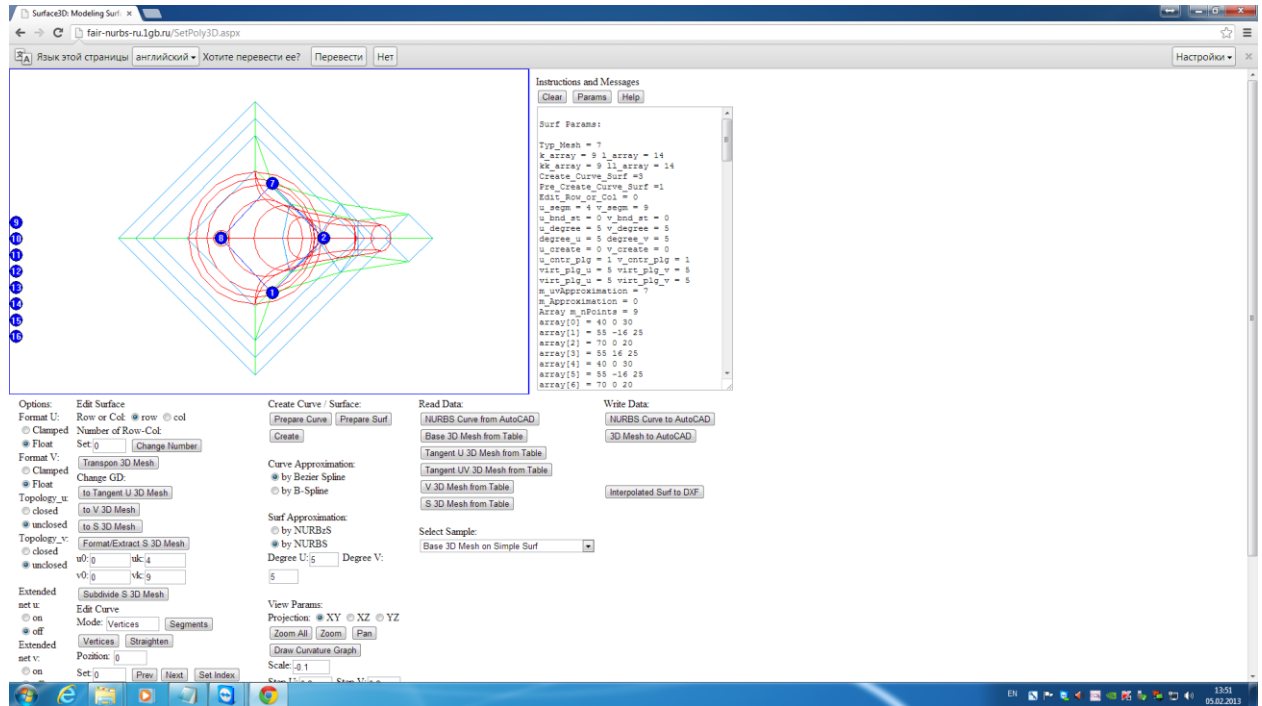 Surface3D: Modeling Surf
fair-nurbs-ru.1gb.ru/SetPoly3D.aspx
Язык этой страницы английский Хотите перевести ее? Перевести Нет Настройки
7
8
2
1
9
10
11
12
13
14
15
16
Instructions and Messages
Clear Params Help
Surf Params:
Typ_Mesh = 7
k_array = 9 l_array = 14
kk_array = 9 ll_array = 14
Create_Curve_Surf =3
Pre_Create_Curve_Surf =1
Edit_Row_or_Col = 0
u_segm = 4 v_segm = 9
u_bnd_st = 0 v_bnd_st = 0
u_degree = 5 v_degree = 5
degree_u = 5 degree_v = 5
u_create = 0 v_create = 0
u_cntr_plg = 1 v_cntr_plg = 1
virt_plg_u = 5 virt_plg_v = 5
virt_plg_u = 5 virt_plg_v = 5
m_uvApproximation = 7
m_Approximation = 0
Array m_nPoints = 9
array[0] = 40 0 30
array[1] = 55 -16 25
array[2] = 70 0 20
array[3] = 55 16 25
array[4] = 40 0 30
array[5] = 55 -16 25
array[6] = 70 0 20
Options:
Format U:
Clamped
Float
Format V:
Clamped
Float
Topology_u:
closed
unclosed
Topology_v:
closed
unclosed
Extended
net u:
on
off
Extended
net v:
on
Edit Surface
Row or Col: row col
Number of Row-Col:
Set: 0 Change Number
Transpon 3D Mesh
Change GD:
to Tangent U 3D Mesh
to V 3D Mesh
to S 3D Mesh
Format/Extract S 3D Mesh
u0: 0 uk: 4
v0: 0 vk: 9
Subdivide S 3D Mesh
Edit Curve
Mode: Vertices Segments
Vertices Straighten
Pozition: 0
Set: 0 Prev Next Set Index
Create Curve / Surface:
Prepare Curve Prepare Surf
Create
Curve Approximation:
by Bezier Spline
by B-Spline
Surf Approximation:
by NURBzS
by NURBS
Degree U: 5 Degree V:
5
View Params:
Projection: XY XZ YZ
Zoom All Zoom Pan
Draw Curvature Graph
Scale: -0.1
Step U: Step V:
Read Data:
NURBS Curve from AutoCAD
Base 3D Mesh from Table
Tangent U 3D Mesh from Table
Tangent UV 3D Mesh from Table
V 3D Mesh from Table
S 3D Mesh from Table
Select Sample:
Base 3D Mesh on Simple Surf
Write Data:
NURBS Curve to AutoCAD
3D Mesh to AutoCAD
Interpolated Surf to DXF
EN
13:51
05.02.2013